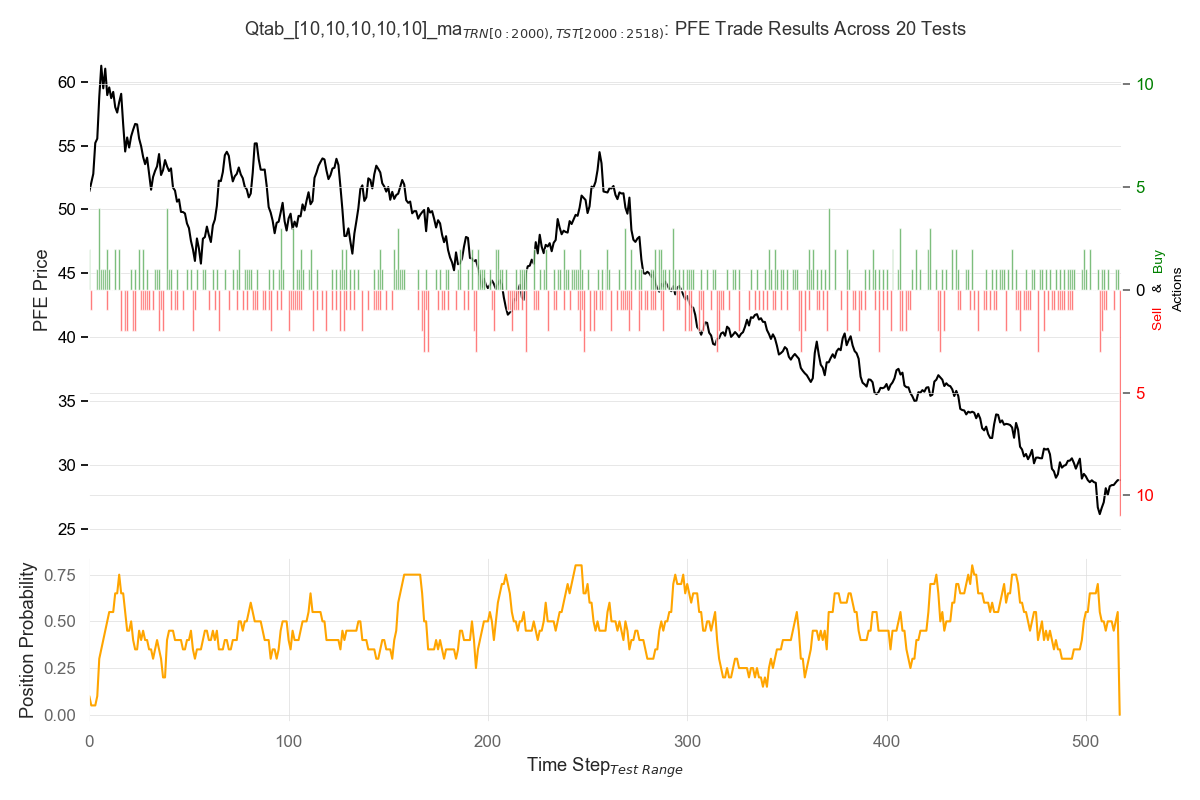 Qtab_[10,10,10,10,10]_ma_TRN[0:2000),TST[2000:2518): PFE Trade Results Across 20 Tests
60
55
50
45
40
35
30
25
PFE Price
10
5
0
5
10
Sell & Buy
Actions
0.75
0.50
0.25
0.00
Position Probability
0 100 200 300 400 500
Time Step Test Range